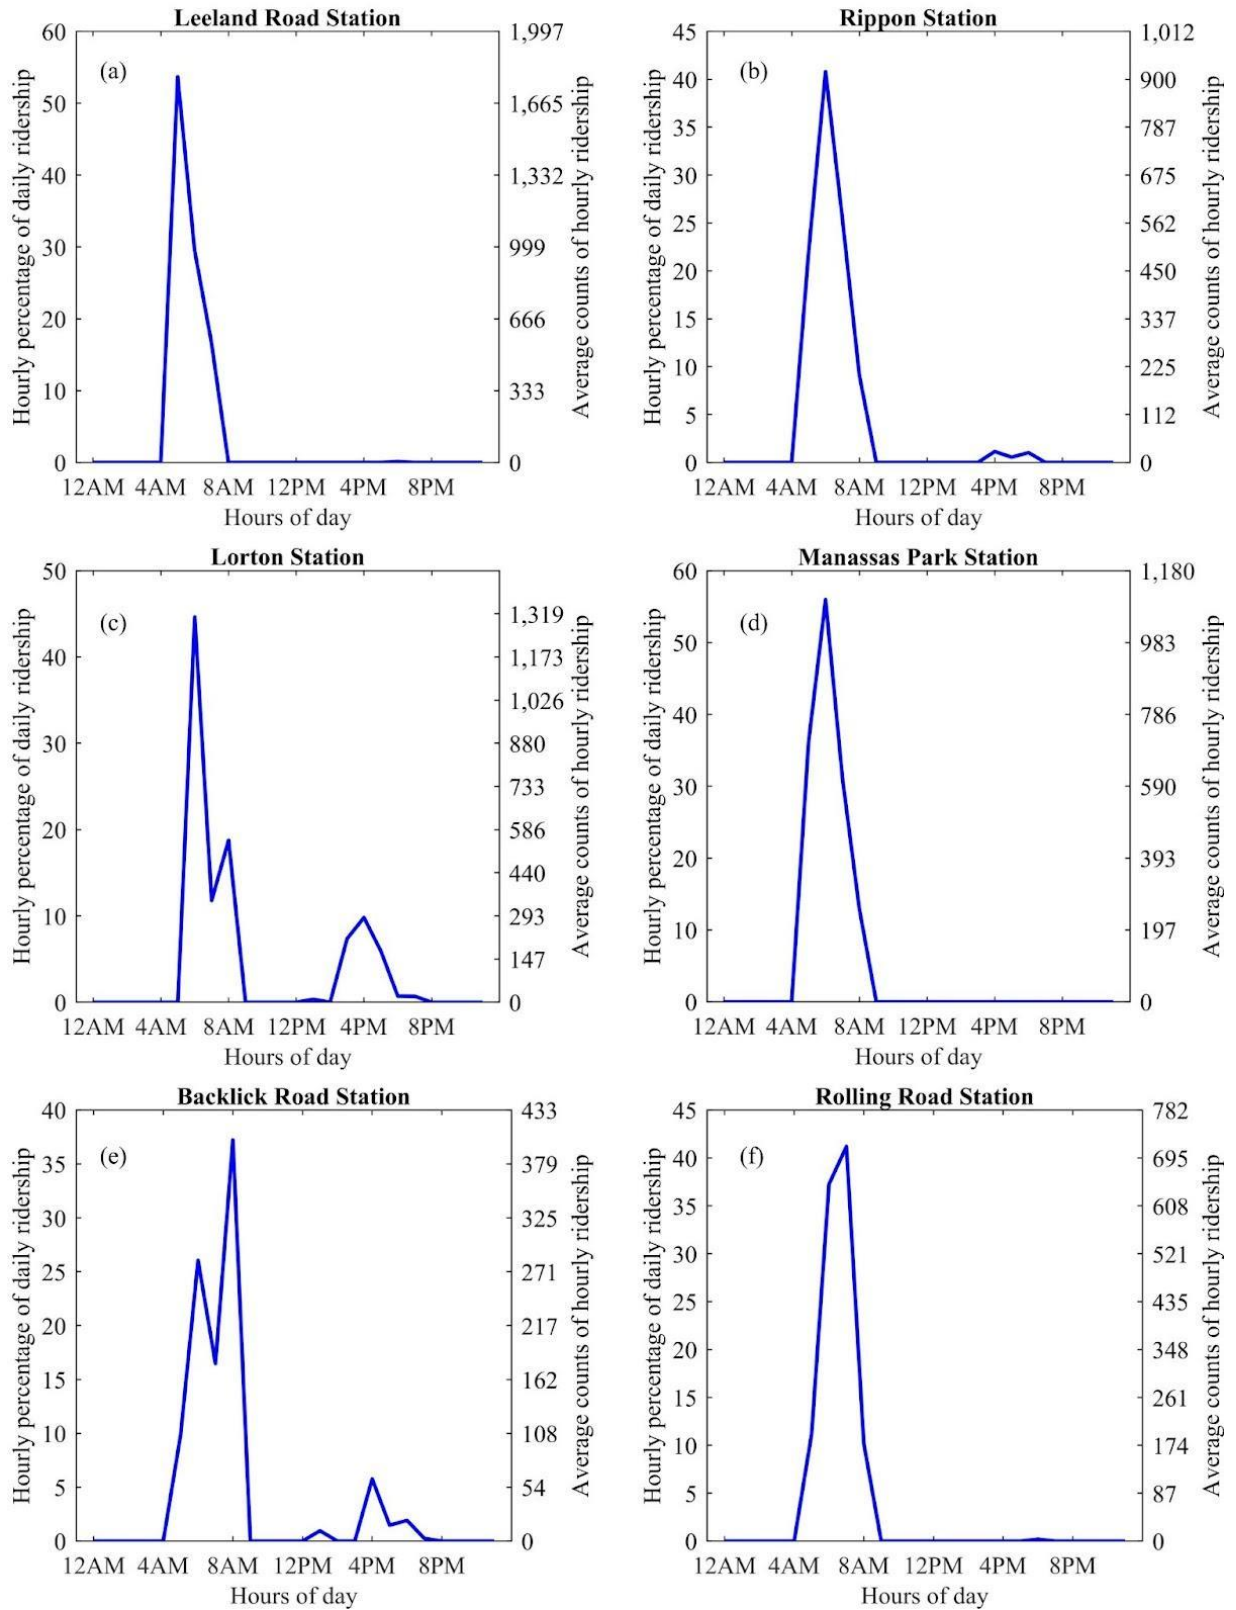 Leeland Road Station
(a)
Hourly percentage of daily ridership
60
50
40
30
20
10
0
1,997
1,665
1,332
999
666
333
0
Average counts of hourly ridership
12AM 4AM 8AM 12PM 4PM 8PM
Hours of day
Rippon Station
(b)
Hourly percentage of daily ridership
45
40
35
30
25
20
15
10
5
0
1,012
900
787
675
562
450
337
225
112
0
Average counts of hourly ridership
12AM 4AM 8AM 12PM 4PM 8PM
Hours of day
Lorton Station
(c)
Hourly percentage of daily ridership
50
40
30
20
10
0
1,319
1,173
1,026
880
733
586
440
293
147
0
Average counts of hourly ridership
12AM 4AM 8AM 12PM 4PM 8PM
Hours of day
Manassas Park Station
(d)
Hourly percentage of daily ridership
60
50
40
30
20
10
0
1,180
983
786
590
393
197
0
Average counts of hourly ridership
12AM 4AM 8AM 12PM 4PM 8PM
Hours of day
Backlick Road Station
(e)
Hourly percentage of daily ridership
40
35
30
25
20
15
10
5
0
433
379
325
271
217
162
108
54
0
Average counts of hourly ridership
12AM 4AM 8AM 12PM 4PM 8PM
Hours of day
Rolling Road Station
(f)
Hourly percentage of daily ridership
45
40
35
30
25
20
15
10
5
0
782
695
608
521
435
348
261
174
87
0
Average counts of hourly ridership
12AM 4AM 8AM 12PM 4PM 8PM
Hours of day